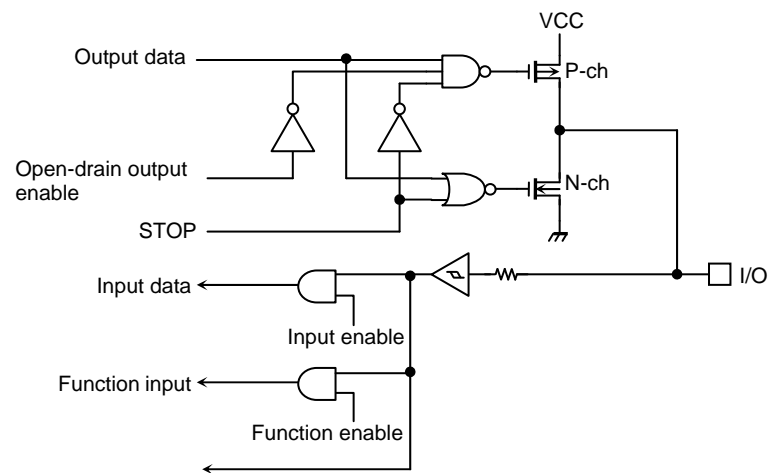 VCC
Output data
P-ch
Open-drain output
enable
N-ch
STOP
I/O
Input data
Input enable
Function input
Function enable